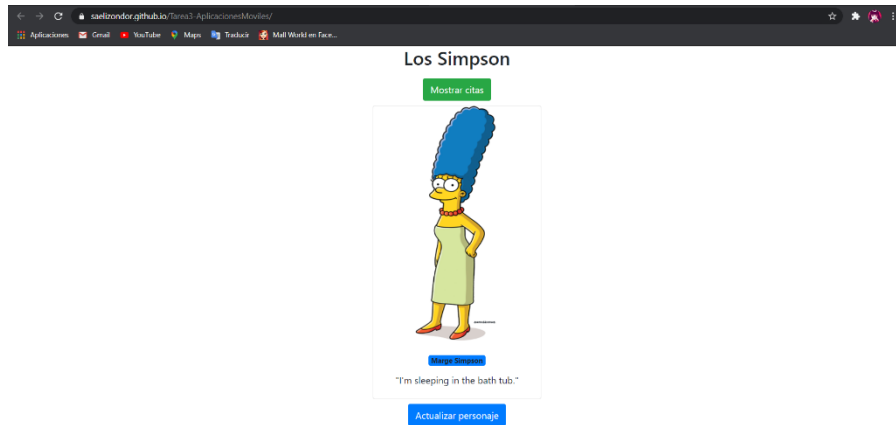 saelizondor.github.io/Tarea3-AplicacionesMoviles/
Aplicaciones Gmail YouTube Maps Traducir Mall World en Face...
Los Simpson
Mostrar citas
Marge Simpson
"I'm sleeping in the bath tub."
Actualizar personaje